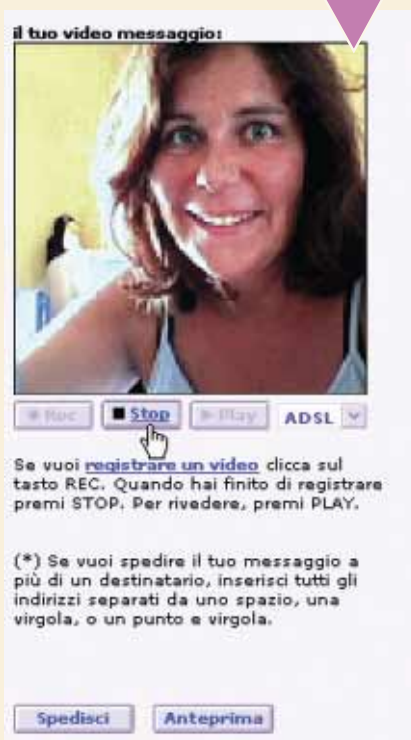 il tuo video messaggio:
Rec Stop Play ADSL
Se vuoi registrare un video clicca sul
tasto REC. Quando hai finito di registrare
premi STOP. Per rivedere, premi PLAY.
(*) Se vuoi spedire il tuo messaggio a
più di un destinatario, inserisci tutti gli
indirizzi separati da uno spazio, una
virgola, o un punto e virgola.
Spedisci Anteprima